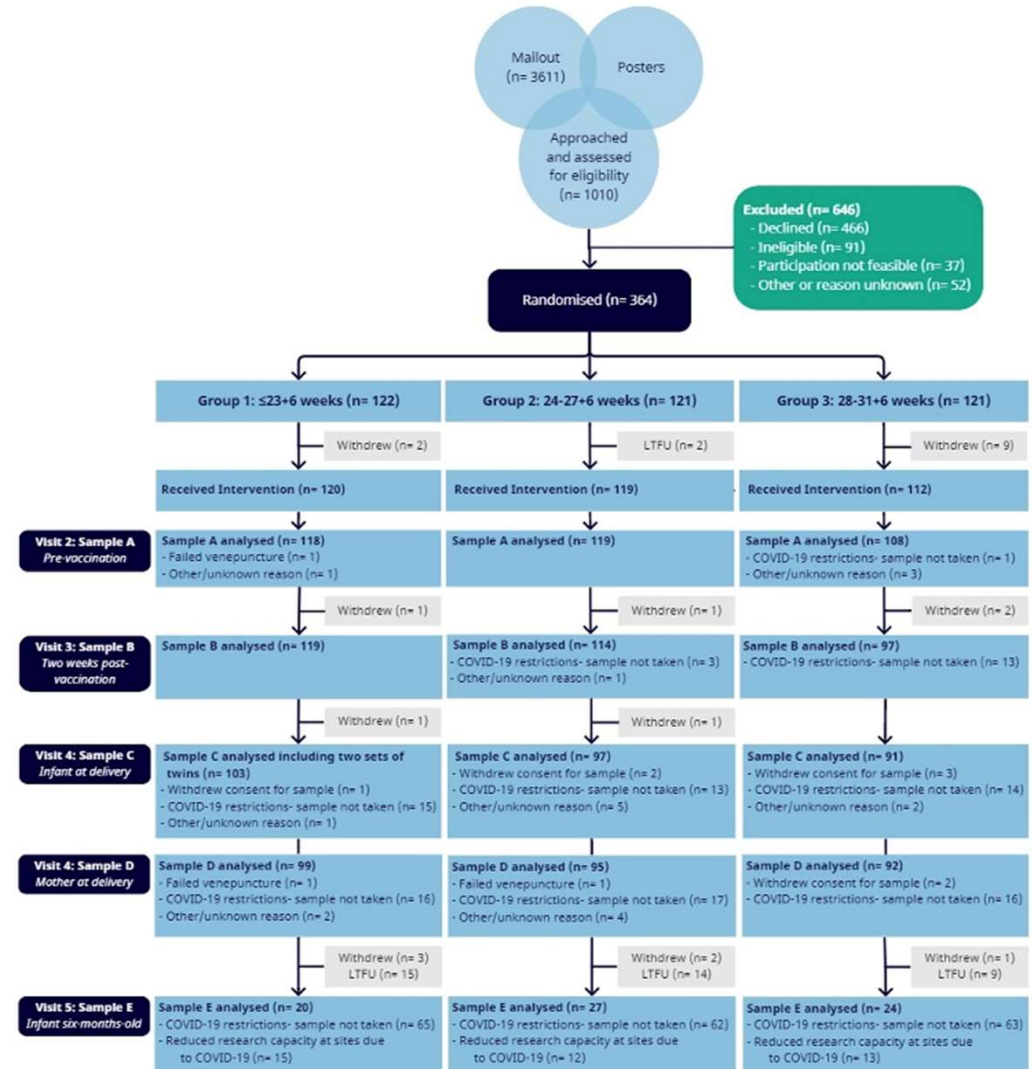 Mailout
(n= 3611)
Posters
Approached
and assessed
for eligibility
(n= 1010)
Excluded (n= 646)
- Declined (n= 466)
- Ineligible (n= 91)
- Participation not feasible (n= 37)
- Other or reason unknown (n= 52)
Randomised (n= 364)
Group 1: ≤23+6 weeks (n= 122)
Group 2: 24-27+6 weeks (n= 121)
Group 3: 28-31+6 weeks (n= 121)
Withdrew (n= 2)
LTFU (n= 2)
Withdrew (n= 9)
Received Intervention (n= 120)
Received Intervention (n= 119)
Received Intervention (n= 112)
Visit 2: Sample A
Pre-vaccination
Sample A analysed (n= 118)
- Failed venepuncture (n= 1)
- Other/unknown reason (n= 1)
Sample A analysed (n= 119)
Sample A analysed (n= 108)
- COVID-19 restrictions- sample not taken (n= 1)
- Other/unknown reason (n= 3)
Withdrew (n= 1)
Withdrew (n= 1)
Withdrew (n= 2)
Visit 3: Sample B
Two weeks post-
vaccination
Sample B analysed (n= 119)
Sample B analysed (n= 114)
- COVID-19 restrictions- sample not taken (n= 3)
- Other/unknown reason (n= 1)
Sample B analysed (n= 97)
- COVID-19 restrictions- sample not taken (n= 13)
Withdrew (n= 1)
Withdrew (n= 1)
Visit 4: Sample C
Infant at delivery
Sample C analysed including two sets of
twins (n= 103)
- Withdrew consent for sample (n= 1)
- COVID-19 restrictions- sample not taken (n= 15)
- Other/unknown reason (n= 1)
Sample C analysed (n= 97)
- Withdrew consent for sample (n= 2)
- COVID-19 restrictions- sample not taken (n= 13)
- Other/unknown reason (n= 5)
Sample C analysed (n= 91)
- Withdrew consent for sample (n= 3)
- COVID-19 restrictions- sample not taken (n= 14)
- Other/unknown reason (n= 2)
Visit 4: Sample D
Mother at delivery
Sample D analysed (n= 99)
- Failed venepuncture (n= 1)
- COVID-19 restrictions- sample not taken (n= 16)
- Other/unknown reason (n= 2)
Sample D analysed (n= 95)
- Failed venepuncture (n= 1)
- COVID-19 restrictions- sample not taken (n= 17)
- Other/unknown reason (n= 4)
Sample D analysed (n= 92)
- Withdrew consent for sample (n= 2)
- COVID-19 restrictions- sample not taken (n= 16)
Withdrew (n= 3)
LTFU (n= 15)
Withdrew (n= 2)
LTFU (n= 14)
Withdrew (n= 1)
LTFU (n= 9)
Visit 5: Sample E
Infant six-months-old
Sample E analysed (n= 20)
- COVID-19 restrictions- sample not taken (n= 65)
- Reduced research capacity at sites due
to COVID-19 (n= 15)
Sample E analysed (n= 27)
- COVID-19 restrictions- sample not taken (n= 62)
- Reduced research capacity at sites due
to COVID-19 (n= 12)
Sample E analysed (n= 24)
- COVID-19 restrictions- sample not taken (n= 63)
- Reduced research capacity at sites due
to COVID-19 (n= 13)